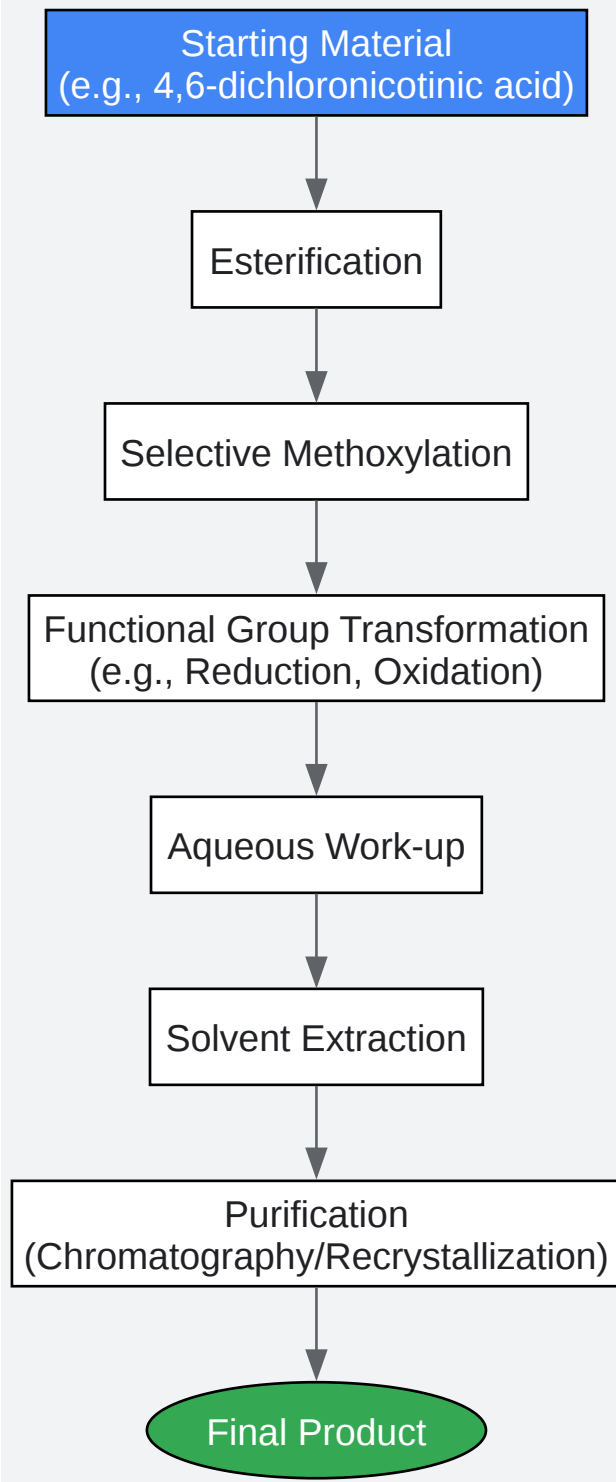 Starting Material
(e.g., 4,6-dichloronicotinic acid)
Esterification
Selective Methoxylation
Functional Group Transformation
(e.g., Reduction, Oxidation)
Aqueous Work-up
Solvent Extraction
Purification
(Chromatography/Recrystallization)
Final Product